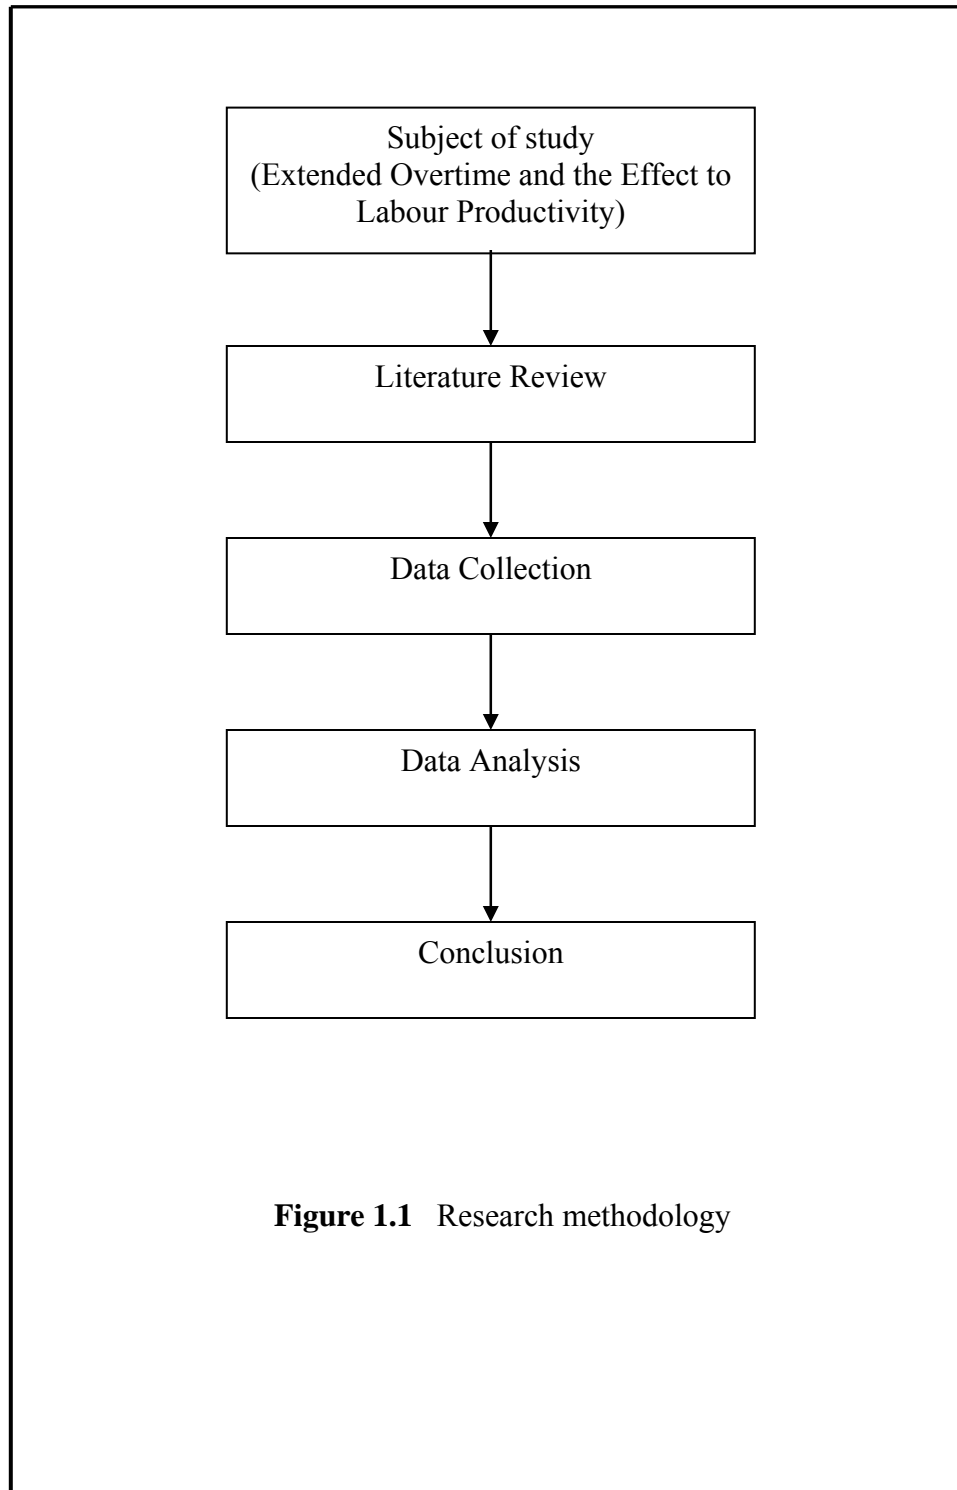 Subject of study
(Extended Overtime and the Effect to
Labour Productivity)
Literature Review
Data Collection
Data Analysis
Conclusion
Figure 1.1 Research methodology